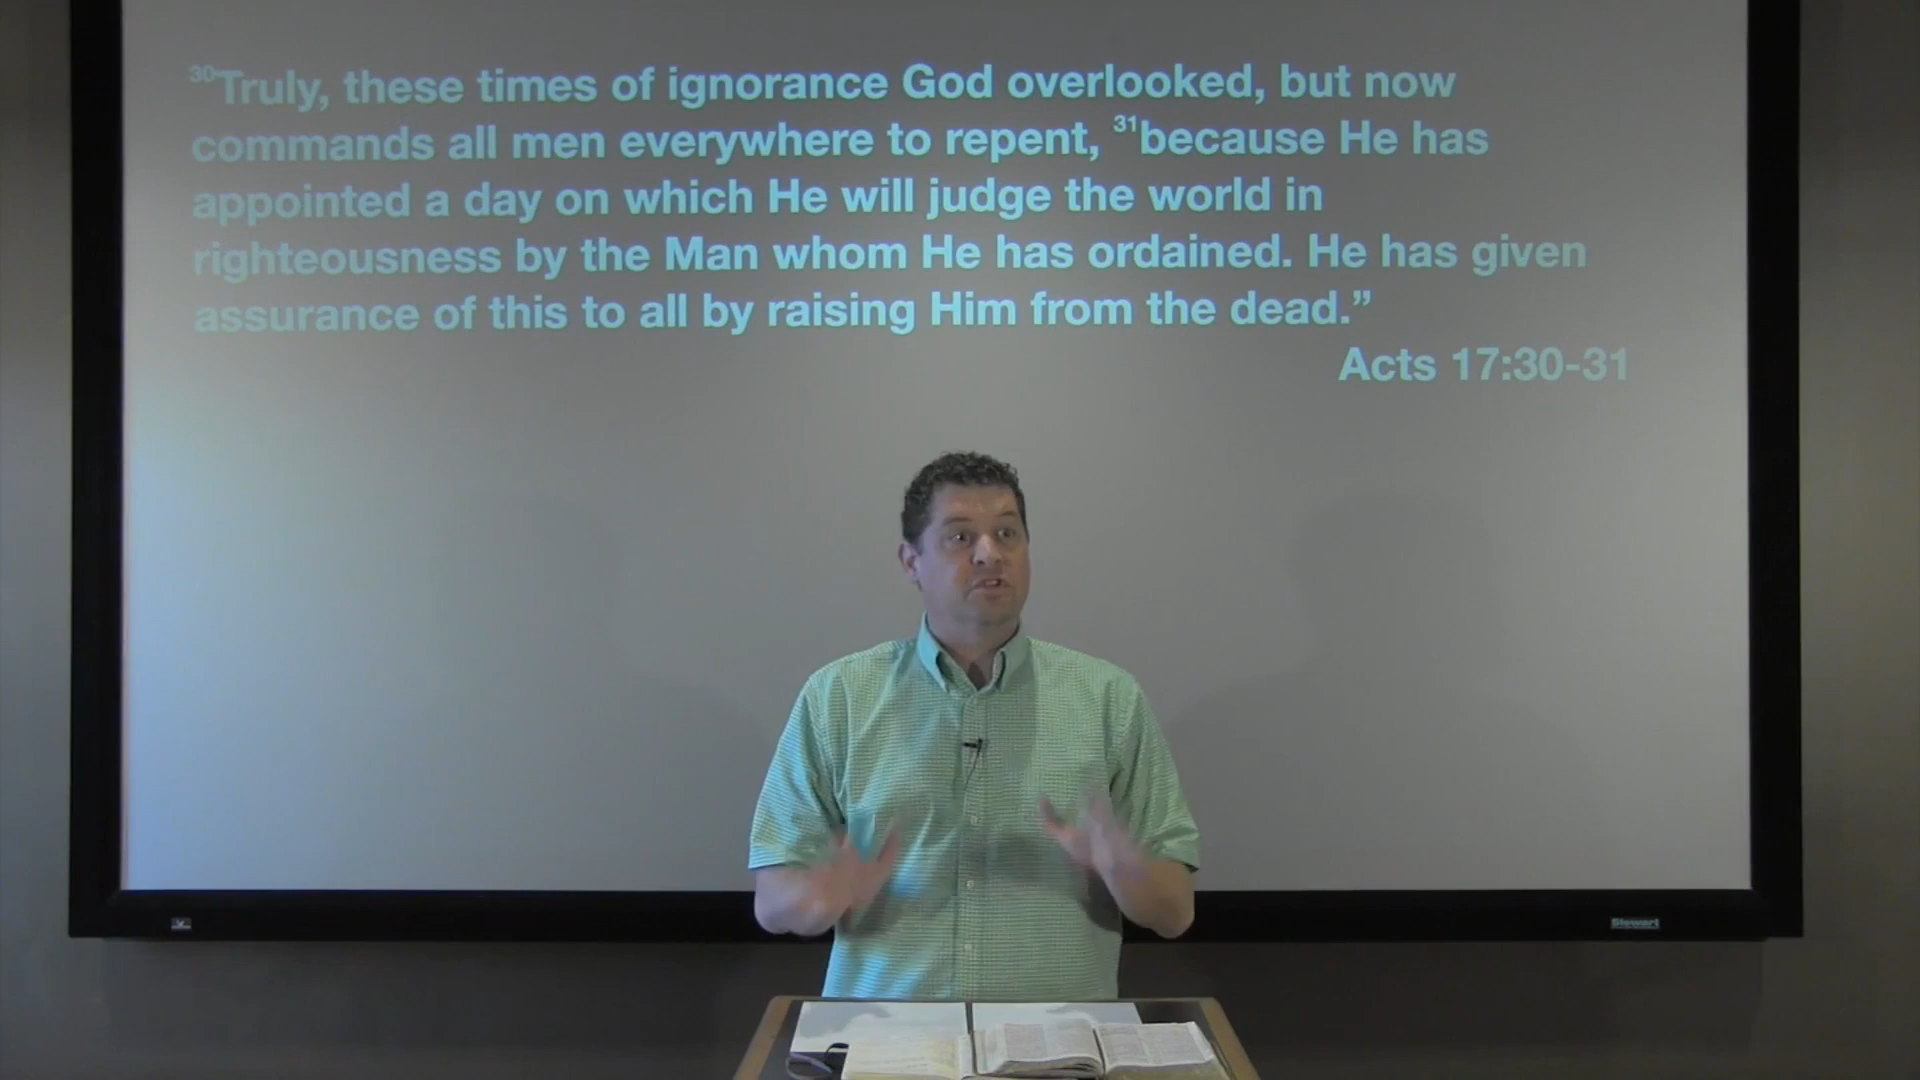 30Truly, these times of ignorance God overlooked, but now
commands all men everywhere to repent, 31because He has
appointed a day on which He will judge the world in
righteousness by the Man whom He has ordained. He has given
assurance of this to all by raising Him from the dead.”
Acts 17:30-31
Stewart